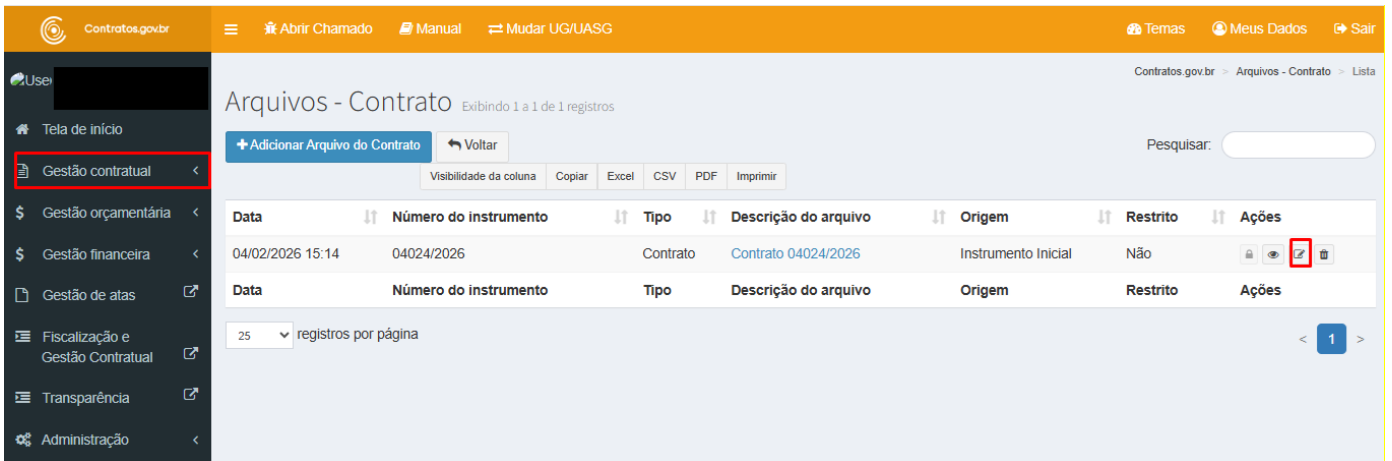 Contratos.gov.br
Abrir Chamado Manual Mudar UG/UASG Temas Meus Dados Sair
Contratos.gov.br > Arquivos - Contrato > Lista
Arquivos - Contrato Exibindo 1 a 1 de 1 registros
Tela de início
Gestão contratual
Gestão orçamentária
Gestão financeira
Gestão de atas
Fiscalização e
Gestão Contratual
Transparência
Administração
+Adicionar Arquivo do Contrato Voltar Pesquisar:
Visibilidade da coluna Copiar Excel CSV PDF Imprimir
Data Número do instrumento Tipo Descrição do arquivo Origem Restrito Ações
04/02/2026 15:14 04024/2026 Contrato Contrato 04024/2026 Instrumento Inicial Não
Data Número do instrumento Tipo Descrição do arquivo Origem Restrito Ações
25 registros por página < 1 >